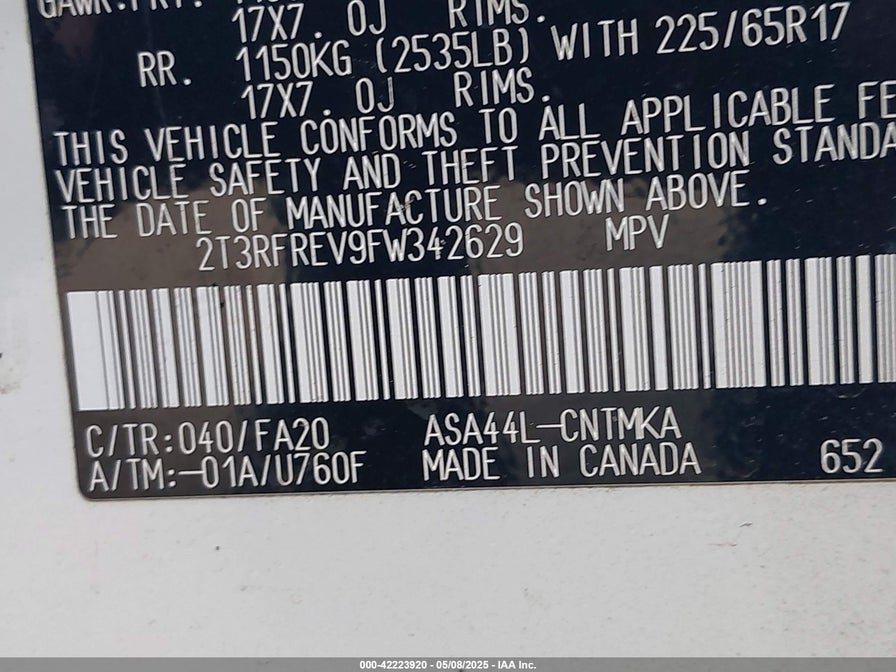 17X7. 0J RIMS.
RR. 1150KG (2535LB) WITH 225/65R17
17X7. 0J RIMS.
THIS VEHICLE CONFORMS TO ALL APPLICABLE FE
VEHICLE SAFETY AND THEFT PREVENTION STANDA
THE DATE OF MANUFACTURE SHOWN ABOVE.
2T3RFREV9FW342629 MPV
C/TR:040/FA20 ASA44L-CNTMKA
A/TM:-01A/U760F MADE IN CANADA 652
000-42223920 - 05/08/2025 - IAA Inc.